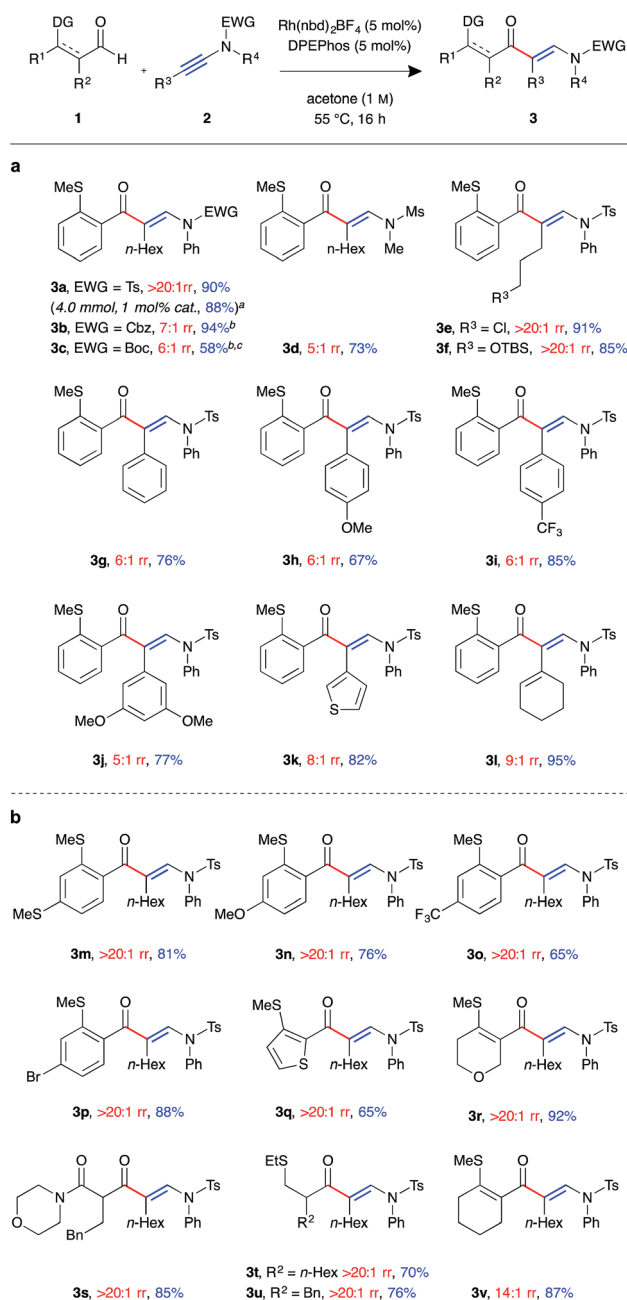 DG O H R1 R2 1
+
EWG N R4 R3 2
Rh(nbd)2BF4 (5 mol%)
DPEPhos (5 mol%)
acetone (1 M)
55 °C, 16 h
DG O EWG R1 N R2 R3 R4 3
a
MeS O EWG N n-Hex Ph
3a, EWG = Ts, >20:1rr, 90%
(4.0 mmol, 1 mol% cat., 88%)a
3b, EWG = Cbz, 7:1 rr, 94%b
3c, EWG = Boc, 6:1 rr, 58%b,c
MeS O Ms N n-Hex Me
3d, 5:1 rr, 73%
MeS O Ts N Ph R3
3e, R3 = Cl, >20:1 rr, 91%
3f, R3 = OTBS, >20:1 rr, 85%
MeS O Ts N Ph
3g, 6:1 rr, 76%
MeS O Ts N Ph OMe
3h, 6:1 rr, 67%
MeS O Ts N Ph CF3
3i, 6:1 rr, 85%
MeS O Ts N Ph MeO OMe
3j, 5:1 rr, 77%
MeS O Ts N Ph S
3k, 8:1 rr, 82%
MeS O Ts N Ph
3l, 9:1 rr, 95%
b
MeS O Ts N MeS n-Hex Ph
3m, >20:1 rr, 81%
MeS O Ts N MeO n-Hex Ph
3n, >20:1 rr, 76%
MeS O Ts N F3C n-Hex Ph
3o, >20:1 rr, 65%
MeS O Ts N Br n-Hex Ph
3p, >20:1 rr, 88%
MeS O Ts N S n-Hex Ph
3q, >20:1 rr, 65%
MeS O Ts N O n-Hex Ph
3r, >20:1 rr, 92%
O O Ts N N O Bn n-Hex Ph
3s, >20:1 rr, 85%
EtS O Ts N R2 n-Hex Ph
3t, R2 = n-Hex >20:1 rr, 70%
3u, R2 = Bn, >20:1 rr, 76%
MeS O Ts N n-Hex Ph
3v, 14:1 rr, 87%